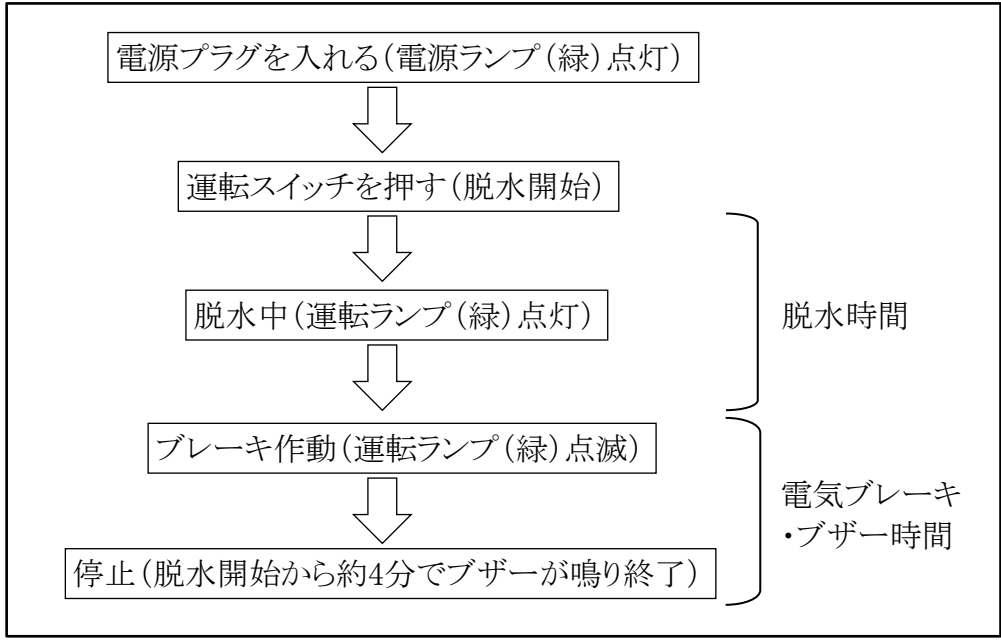 電源プラグを入れる(電源ランプ(緑)点灯)
運転スイッチを押す(脱水開始)
脱水中(運転ランプ(緑)点灯)
脱水時間
ブレーキ作動(運転ランプ(緑)点滅)
電気ブレーキ
・ブザー時間
停止(脱水開始から約4分でブザーが鳴り終了)